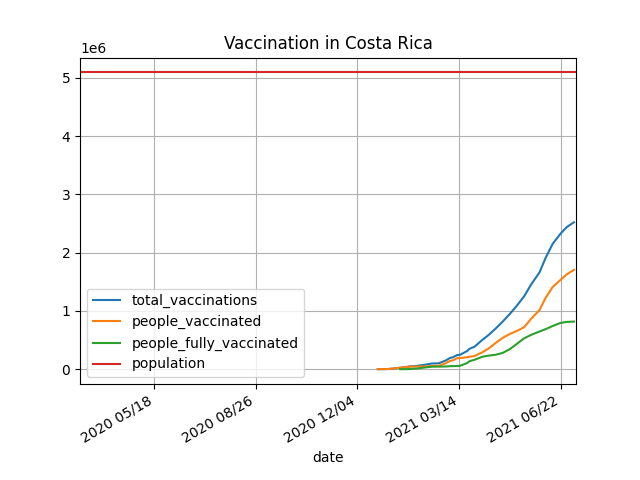 Vaccination in Costa Rica
1e6
5
4
3
2
1
0
total_vaccinations
people_vaccinated
people_fully_vaccinated
population
2020 05/18
2020 08/26
2020 12/04
2021 03/14
2021 06/22
date